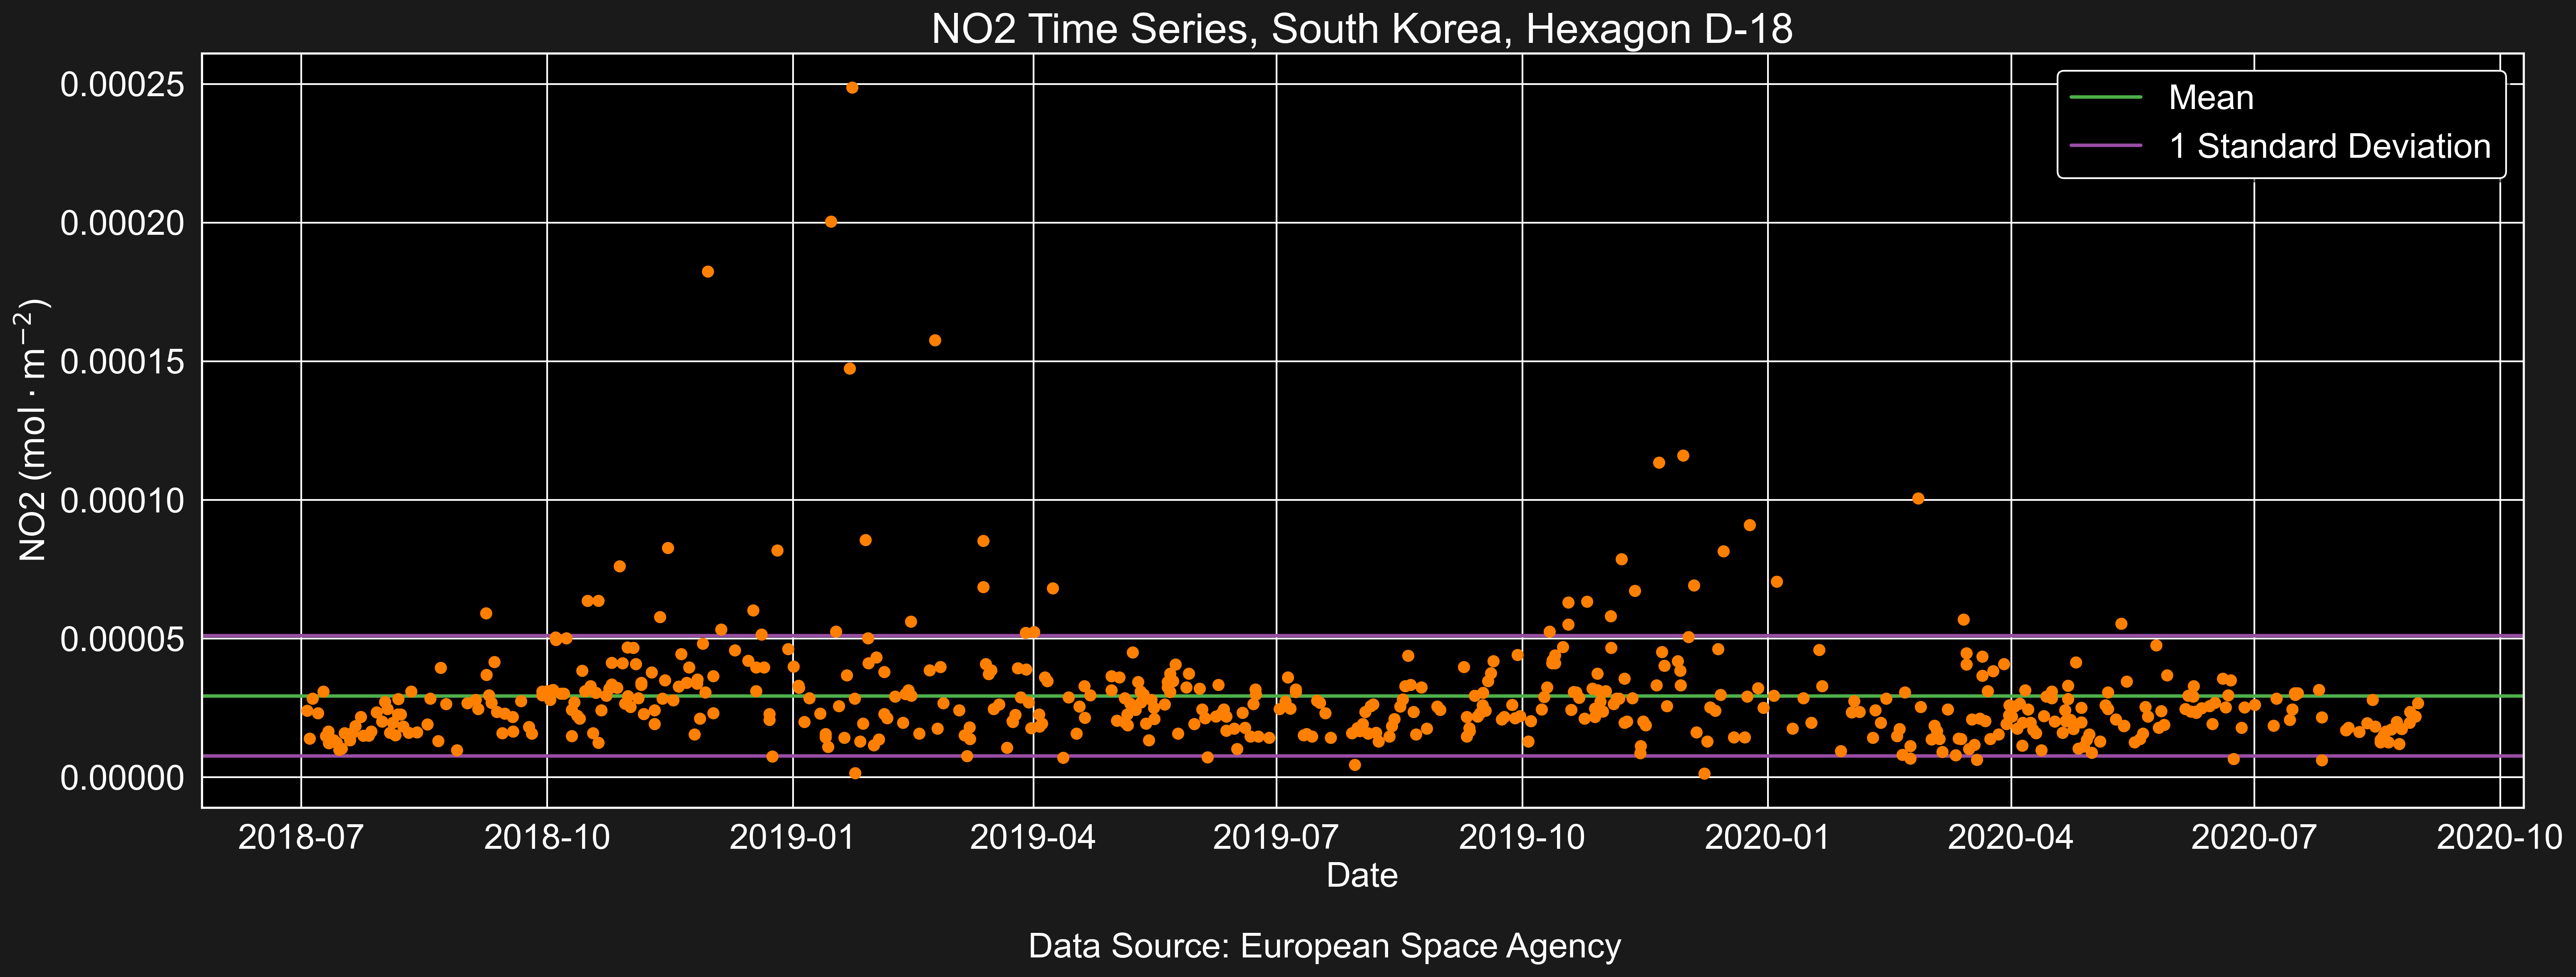 NO2 Time Series, South Korea, Hexagon D-18
Mean
1 Standard Deviation
NO2 (mol · m⁻²)
0.00025
0.00020
0.00015
0.00010
0.00005
0.00000
2018-07 2018-10 2019-01 2019-04 2019-07 2019-10 2020-01 2020-04 2020-07 2020-10
Date
Data Source: European Space Agency